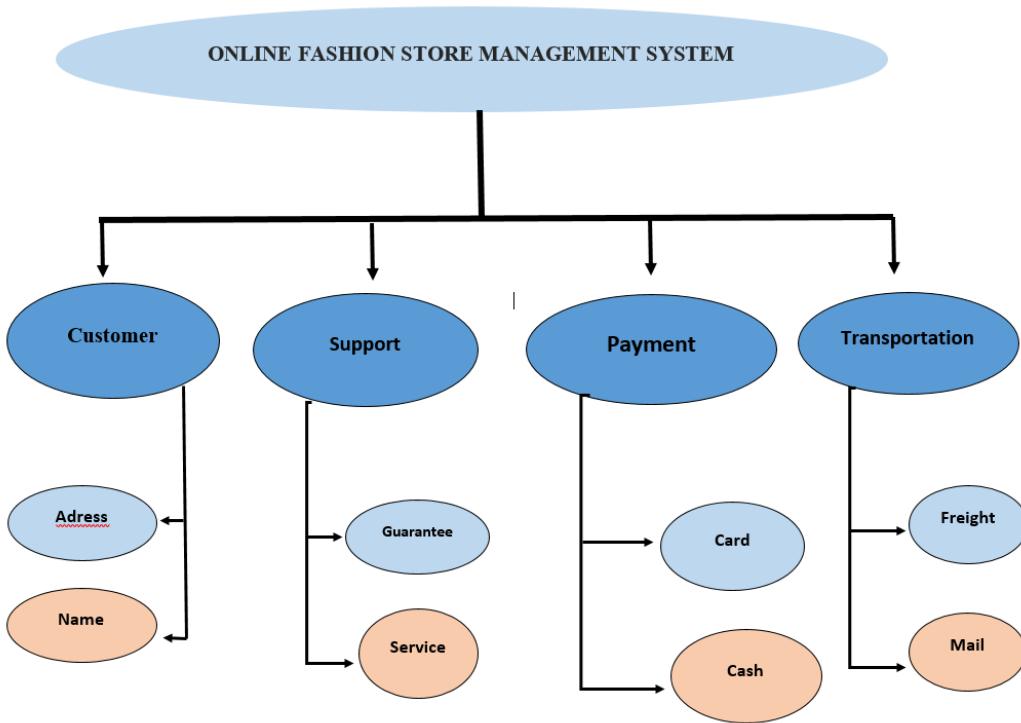 ONLINE FASHION STORE MANAGEMENT SYSTEM
Customer
Support
Payment
Transportation
Adress
Guarantee
Card
Freight
Name
Service
Cash
Mail